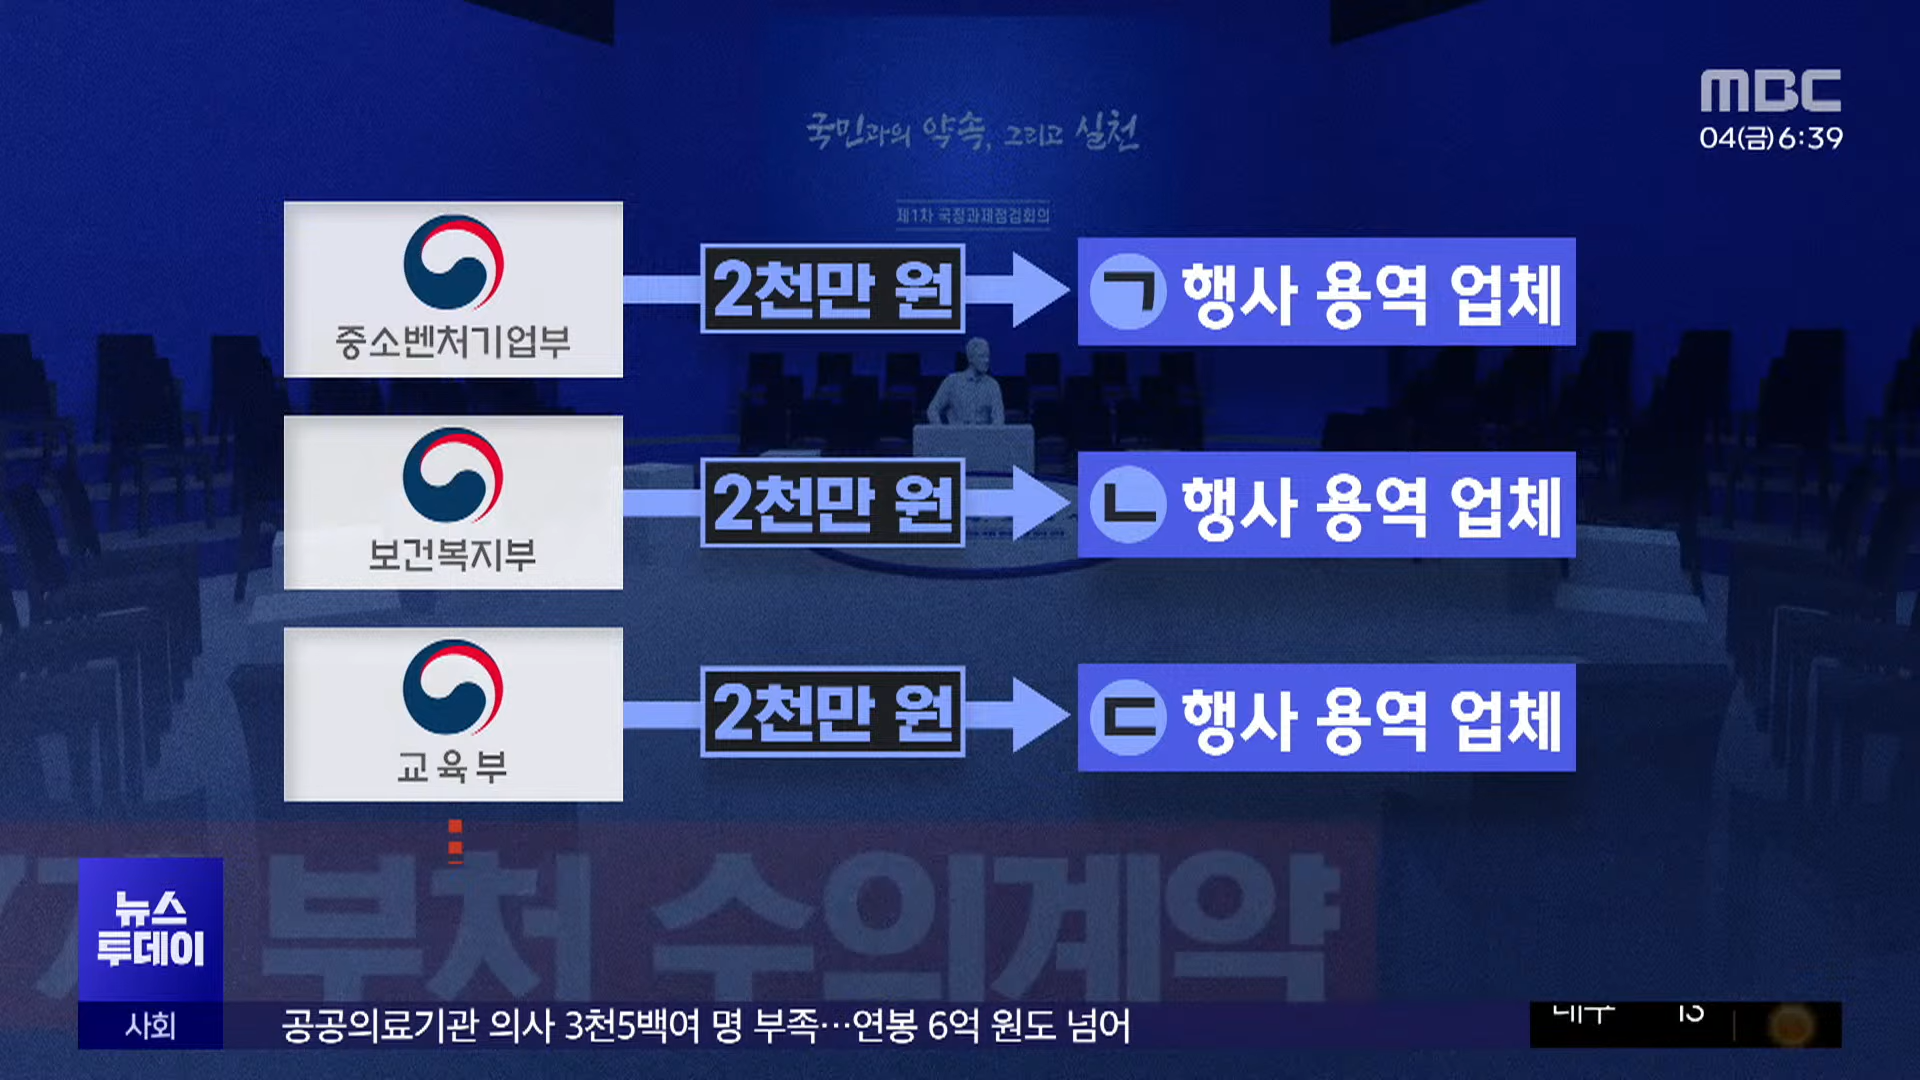 MBC
04(금)6:39
국민과의 약속, 그리고 실천
제1차 국정과제점검회의
중소벤처기업부
2천만 원
ㄱ 행사 용역 업체
보건복지부
2천만 원
ㄴ 행사 용역 업체
교육부
2천만 원
ㄷ 행사 용역 업체
부처 수의계약
뉴스
투데이
사회
공공의료기관 의사 3천5백여 명 부족…연봉 6억 원도 넘어